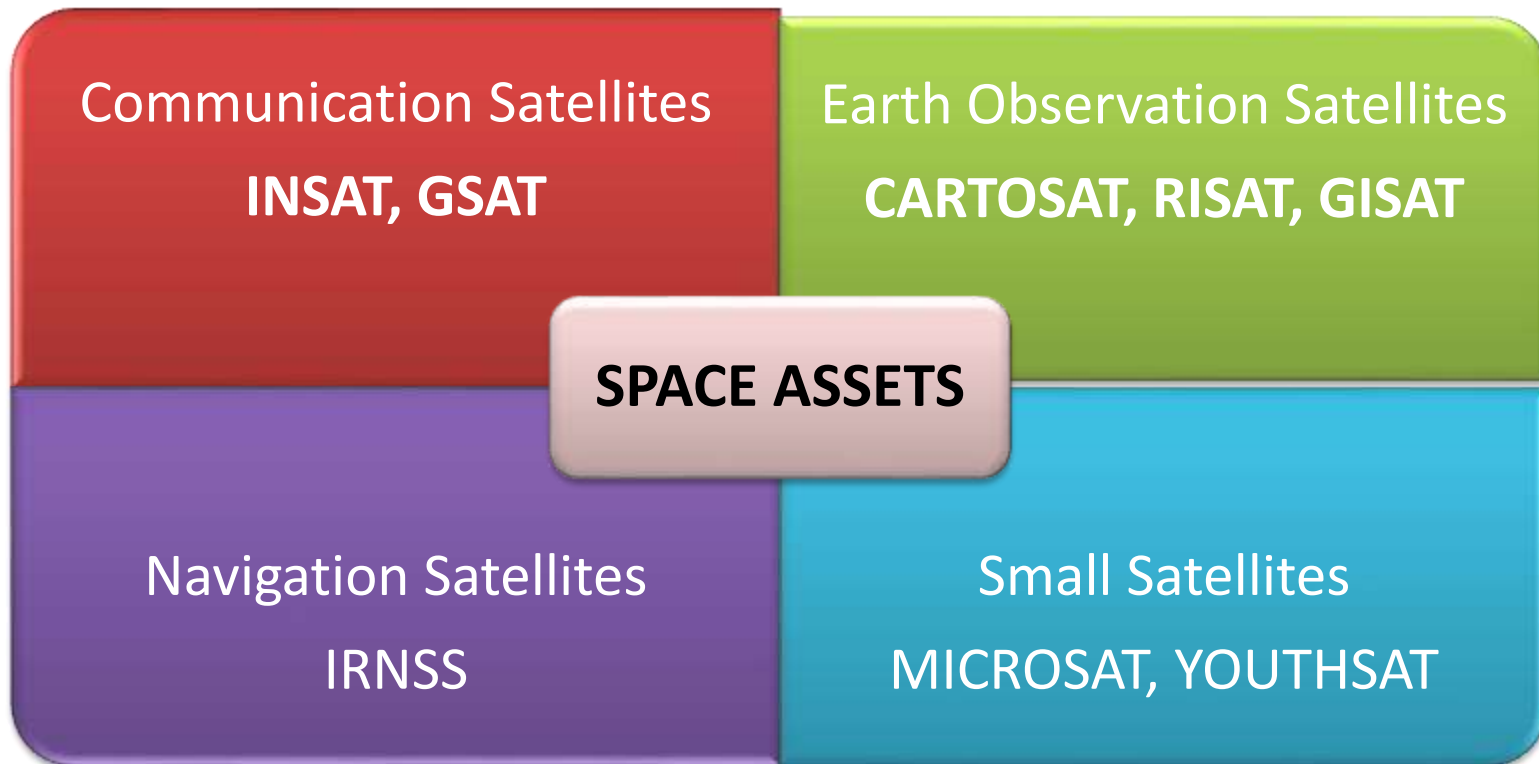 Communication Satellites
INSAT, GSAT
Earth Observation Satellites
CARTOSAT, RISAT, GISAT
SPACE ASSETS
Navigation Satellites
IRNSS
Small Satellites
MICROSAT, YOUTHSAT